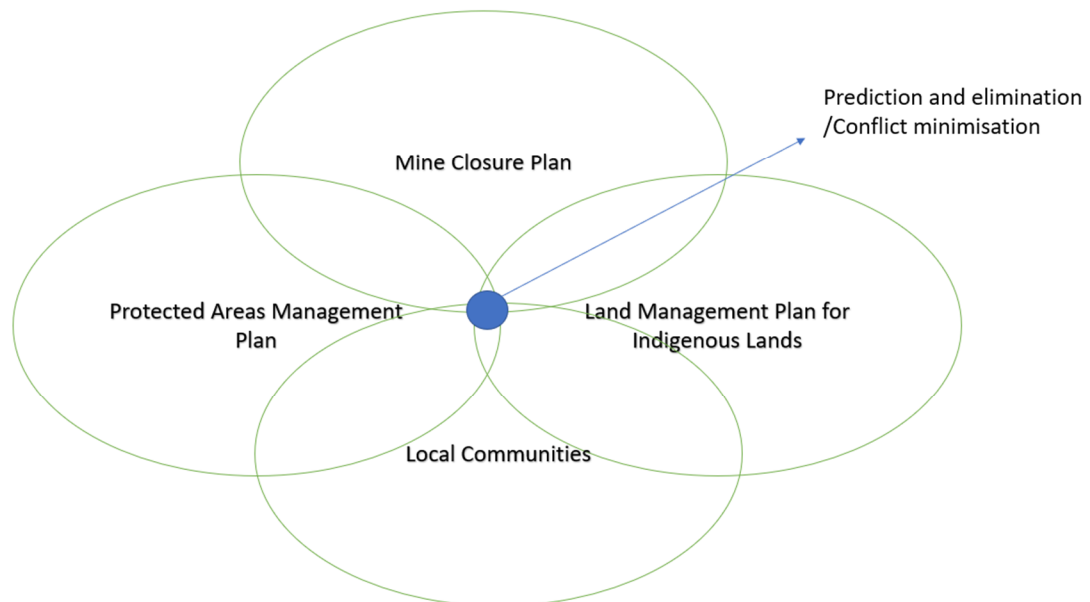 Prediction and elimination
/Conflict minimisation
Mine Closure Plan
Protected Areas Management
Plan
Land Management Plan for
Indigenous Lands
Local Communities